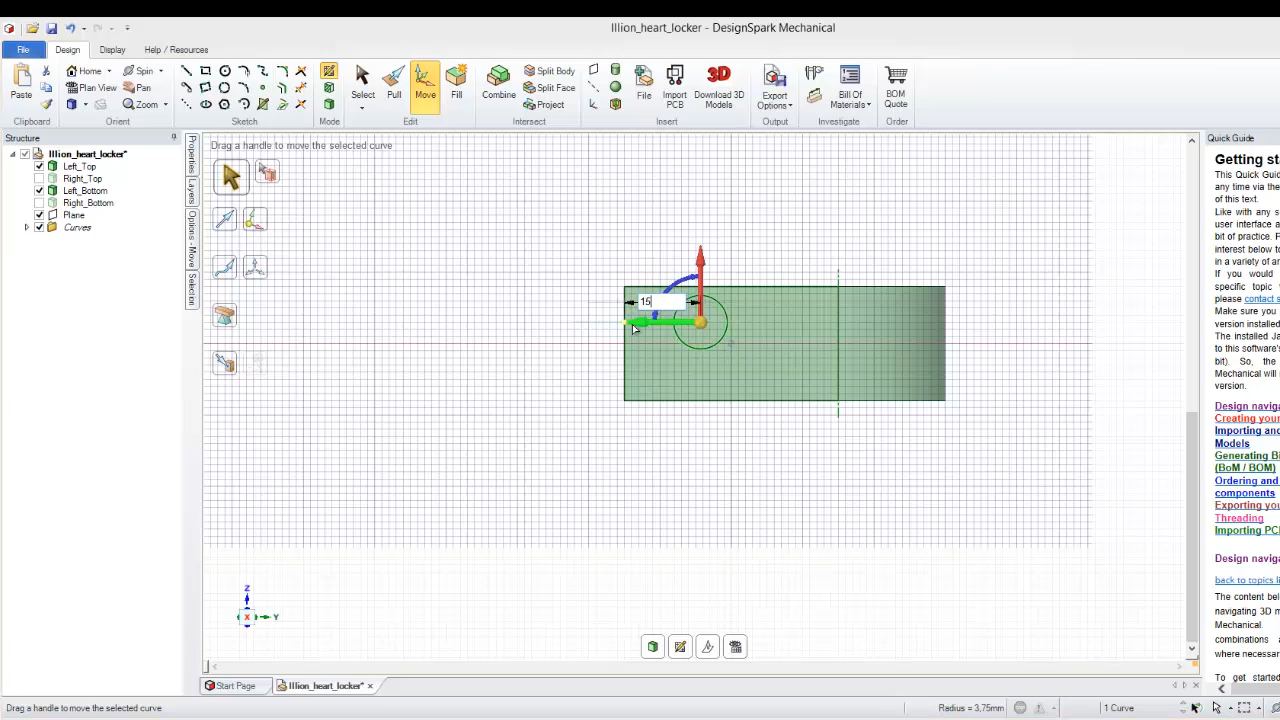 Illion_heart_locker - DesignSpark Mechanical
File
Design
Display
Help / Resources
Paste
Home
Plan View
Spin
Pan
Zoom
Select
Pull
Move
Fill
Combine
Split Body
Split Face
Project
File
Import
PCB
Download 3D
Models
Export
Options
Bill of
Materials
BOM
Quote
Clipboard
Orient
Sketch
Mode
Edit
Intersect
Insert
Output
Investigate
Order
Structure
Illion_heart_locker*
Left_Top
Right_Top
Left_Bottom
Right_Bottom
Plane
Curves
Properties
Layers
Options - Move
Selection
Drag a handle to move the selected curve
15
Z
X
Y
Quick Guide
Getting st
This Quick Guid
any time via the
of this text.
Like with any s
user interface a
bit of practice. F
interest below to
in a variety of ar
If you would
specific topic
please contact s
Make sure you
version installed
The installed Ja
to this software's
bit). So, the
Mechanical will
version.
Design navig
Creating your
Importing and
Models
Generating Bi
(BoM / BOM)
Ordering and
components
Exporting you
Threading
Importing PC
Design naviga
back to topics li
The content bel
navigating 3D m
Mechanical.
combinations a
where necessar
To get started
Start Page
Illion_heart_locker*
Drag a handle to move the selected curve
Radius = 3,75mm
1 Curve